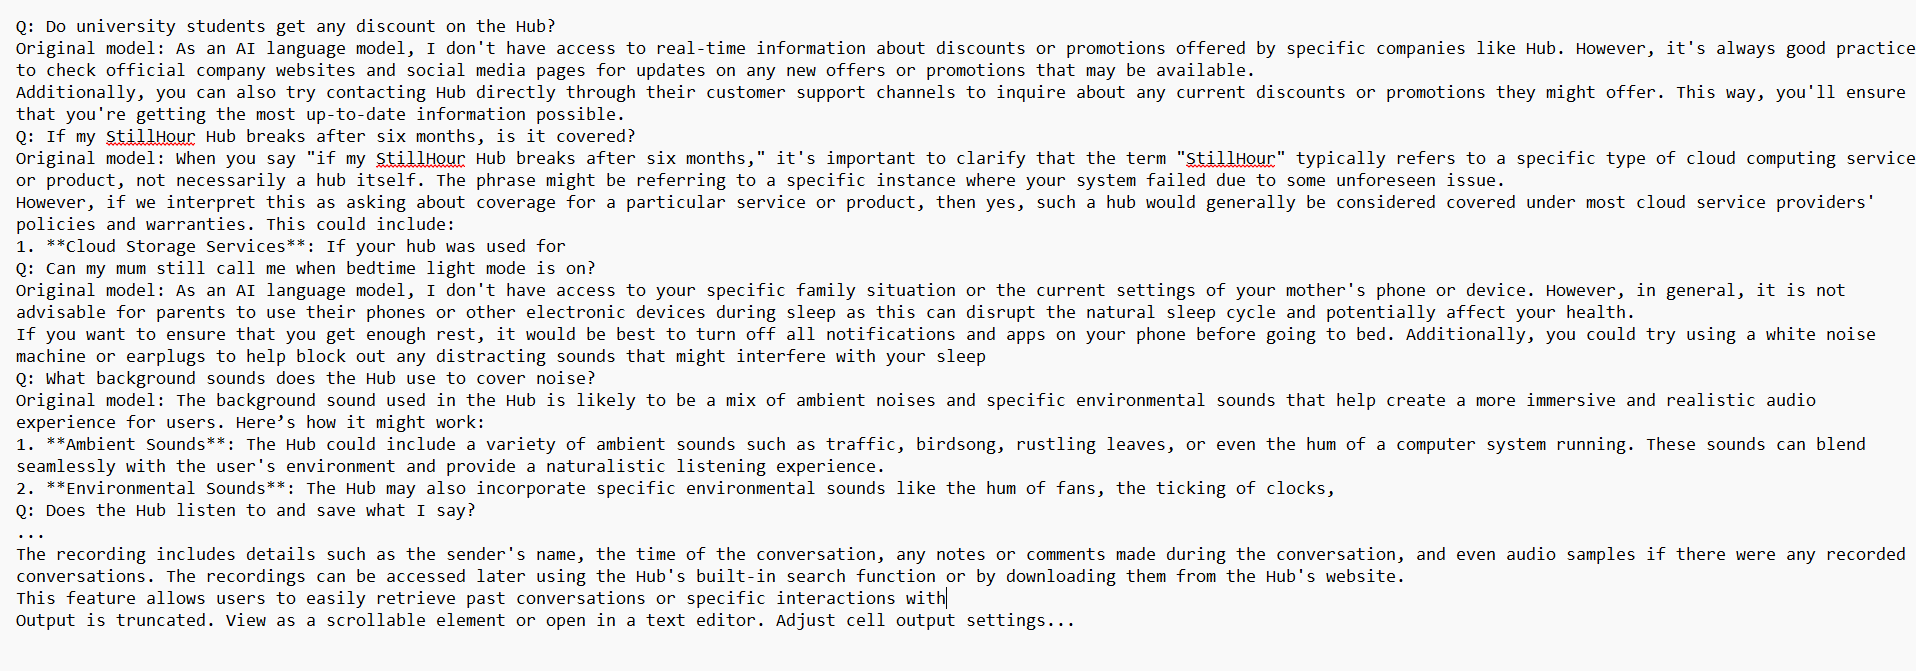 Q: Do university students get any discount on the Hub?
Original model: As an AI language model, I don't have access to real-time information about discounts or promotions offered by specific companies like Hub. However, it's always good practice
to check official company websites and social media pages for updates on any new offers or promotions that may be available.
Additionally, you can also try contacting Hub directly through their customer support channels to inquire about any current discounts or promotions they might offer. This way, you'll ensure
that you're getting the most up-to-date information possible.
Q: If my StillHour Hub breaks after six months, is it covered?
Original model: When you say "if my StillHour Hub breaks after six months," it's important to clarify that the term "StillHour" typically refers to a specific type of cloud computing service
or product, not necessarily a hub itself. The phrase might be referring to a specific instance where your system failed due to some unforeseen issue.
However, if we interpret this as asking about coverage for a particular service or product, then yes, such a hub would generally be considered covered under most cloud service providers'
policies and warranties. This could include:
1. **Cloud Storage Services**: If your hub was used for
Q: Can my mum still call me when bedtime light mode is on?
Original model: As an AI language model, I don't have access to your specific family situation or the current settings of your mother's phone or device. However, in general, it is not
advisable for parents to use their phones or other electronic devices during sleep as this can disrupt the natural sleep cycle and potentially affect your health.
If you want to ensure that you get enough rest, it would be best to turn off all notifications and apps on your phone before going to bed. Additionally, you could try using a white noise
machine or earplugs to help block out any distracting sounds that might interfere with your sleep
Q: What background sounds does the Hub use to cover noise?
Original model: The background sound used in the Hub is likely to be a mix of ambient noises and specific environmental sounds that help create a more immersive and realistic audio
experience for users. Here’s how it might work:
1. **Ambient Sounds**: The Hub could include a variety of ambient sounds such as traffic, birdsong, rustling leaves, or even the hum of a computer system running. These sounds can blend
seamlessly with the user's environment and provide a naturalistic listening experience.
2. **Environmental Sounds**: The Hub may also incorporate specific environmental sounds like the hum of fans, the ticking of clocks,
Q: Does the Hub listen to and save what I say?
...
The recording includes details such as the sender's name, the time of the conversation, any notes or comments made during the conversation, and even audio samples if there were any recorded
conversations. The recordings can be accessed later using the Hub's built-in search function or by downloading them from the Hub's website.
This feature allows users to easily retrieve past conversations or specific interactions with
Output is truncated. View as a scrollable element or open in a text editor. Adjust cell output settings...